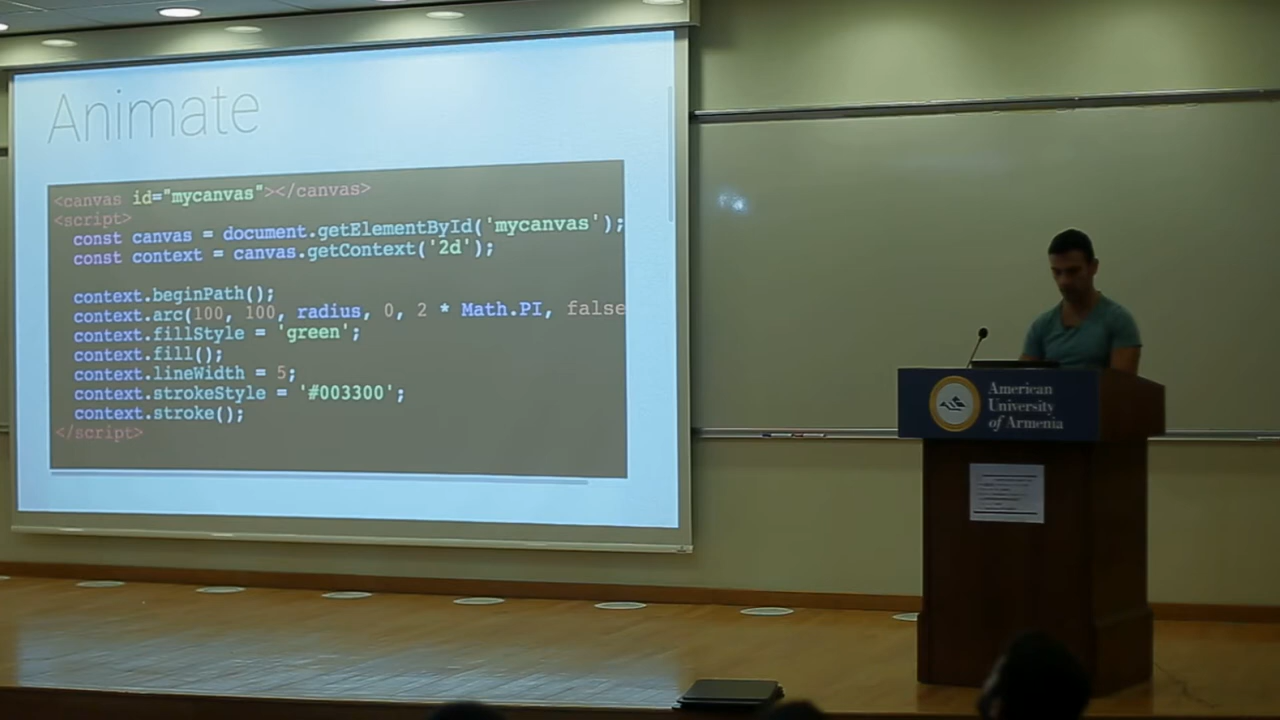 Animate
<canvas id="mycanvas"></canvas>
<script>
const canvas = document.getElementById('mycanvas');
const context = canvas.getContext('2d');
context.beginPath();
context.arc(100, 100, radius, 0, 2 * Math.PI, false
context.fillStyle = 'green';
context.fill();
context.lineWidth = 5;
context.strokeStyle = '#003300';
context.stroke();
</script>
American
University
of Armenia